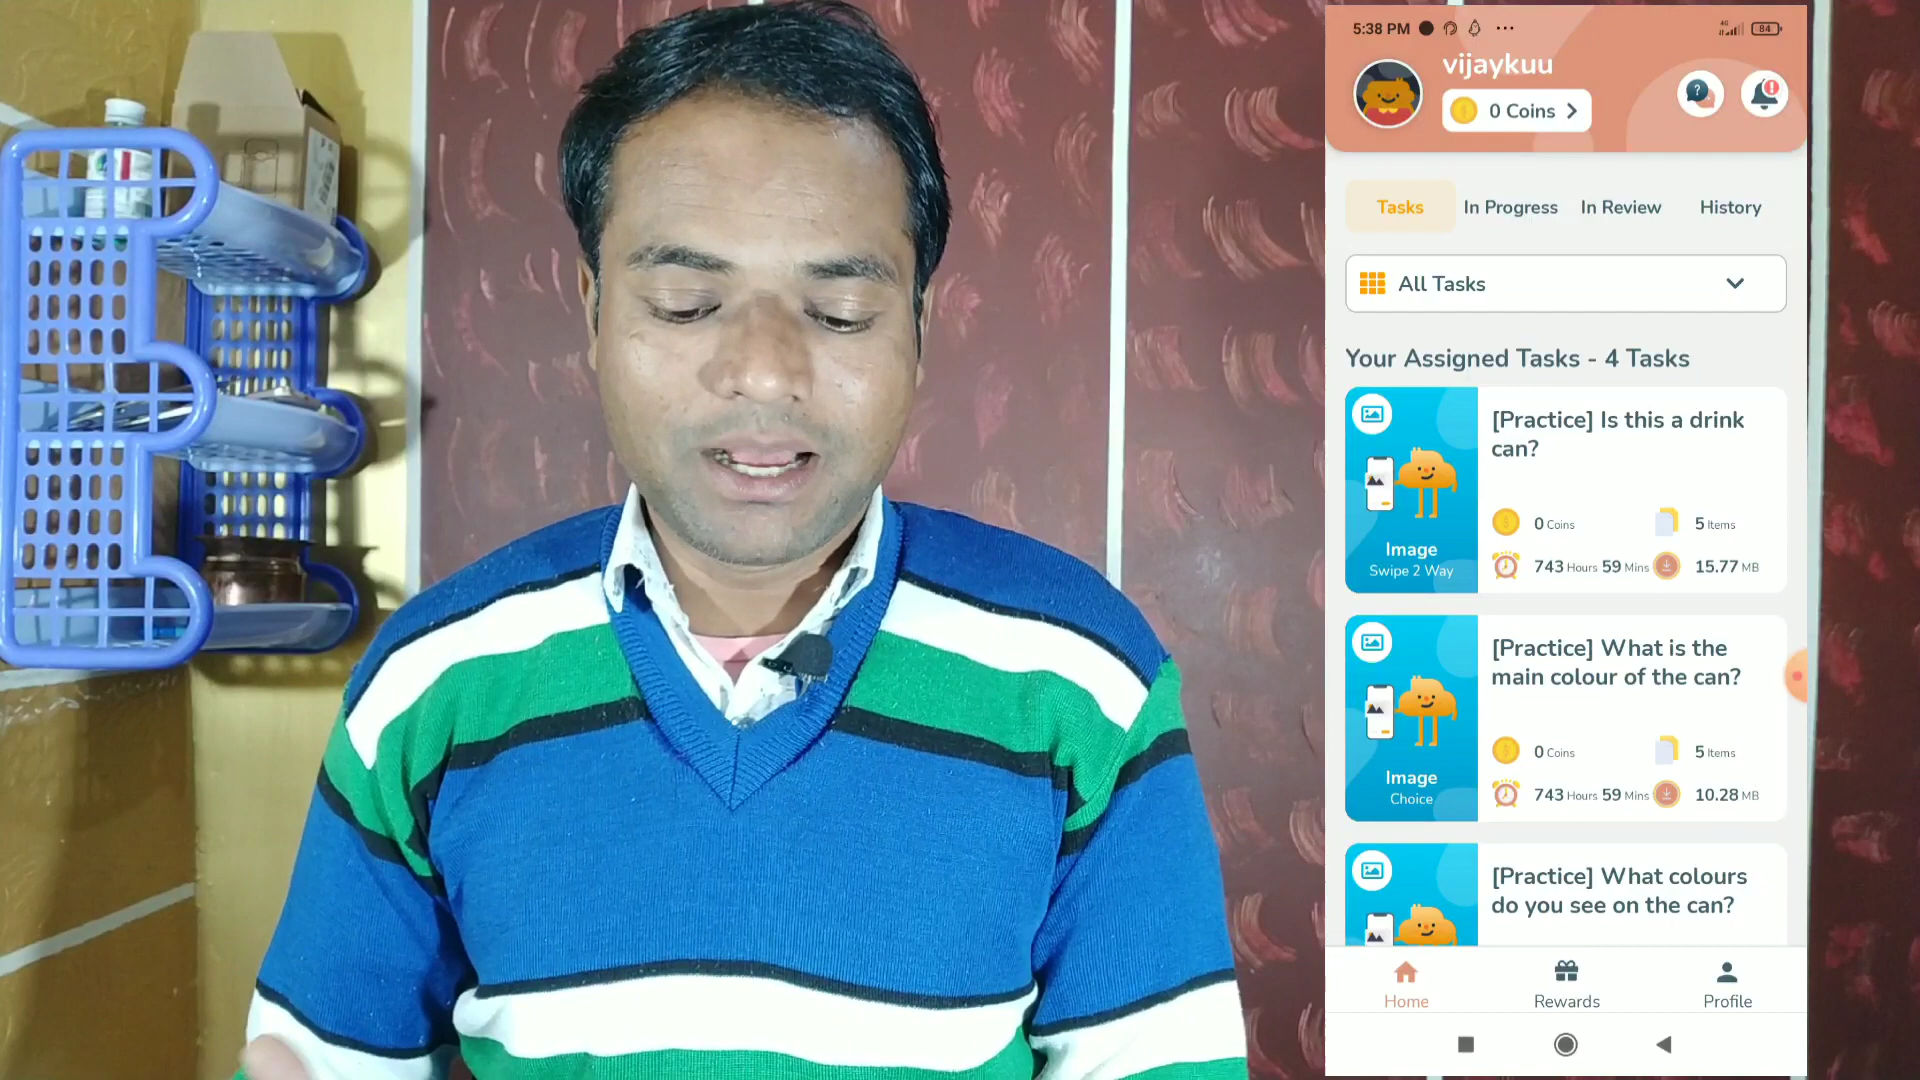 5:38 PM
4G
84
vijaykuu
0 Coins
Tasks
In Progress
In Review
History
All Tasks
Your Assigned Tasks - 4 Tasks
[Practice] Is this a drink
can?
0 Coins
5 Items
743 Hours 59 Mins
15.77 MB
Image
Swipe 2 Way
[Practice] What is the
main colour of the can?
0 Coins
5 Items
743 Hours 59 Mins
10.28 MB
Image
Choice
[Practice] What colours
do you see on the can?
Home
Rewards
Profile